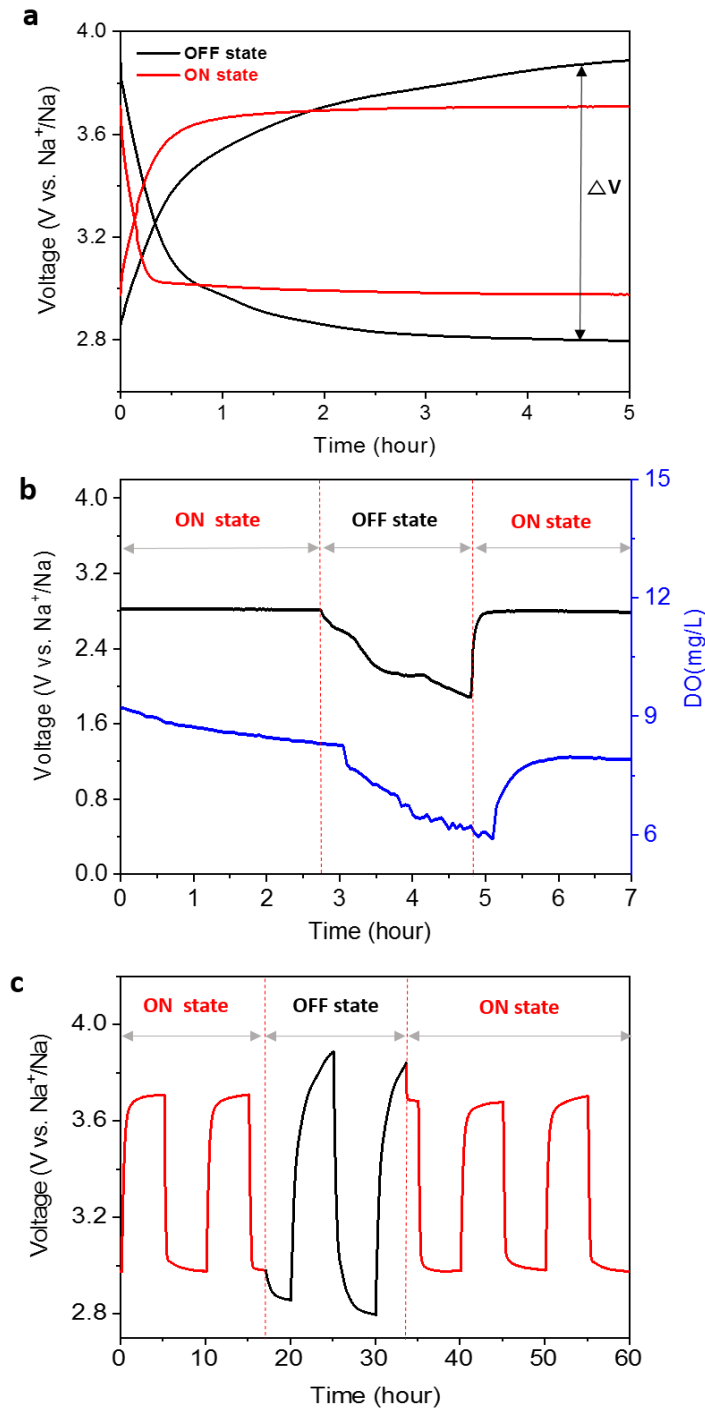 a
4.0
3.6
3.2
2.8
Voltage (V vs. Na⁺/Na)
OFF state
ON state
△V
0 1 2 3 4 5
Time (hour)
b
4.0
3.2
2.4
1.6
0.8
0.0
Voltage (V vs. Na⁺/Na)
ON state OFF state ON state
15
12
9
6
DO(mg/L)
0 1 2 3 4 5 6 7
Time (hour)
c
4.0
3.6
3.2
2.8
Voltage (V vs. Na⁺/Na)
ON state OFF state ON state
0 10 20 30 40 50 60
Time (hour)